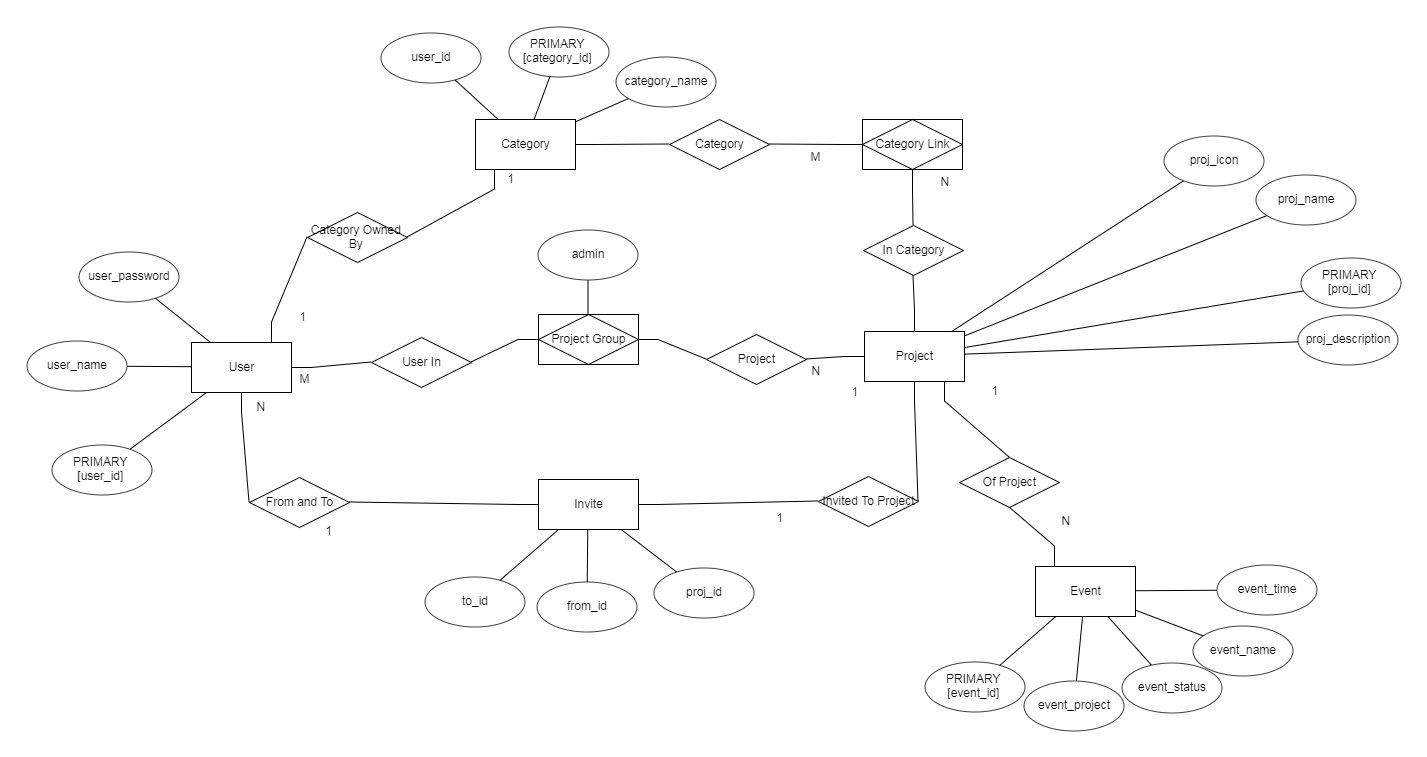 user_id
PRIMARY
[category_id]
category_name
Category
Category
M
Category Link
1
N
proj_icon
proj_name
Category Owned
By
In Category
admin
user_password
PRIMARY
[proj_id]
1
user_name
User
M
User In
Project Group
Project
N
Project
proj_description
1
1
N
PRIMARY
[user_id]
From and To
1
Invite
1
Invited To Project
Of Project
N
to_id
from_id
proj_id
Event
event_time
event_name
PRIMARY
[event_id]
event_project
event_status